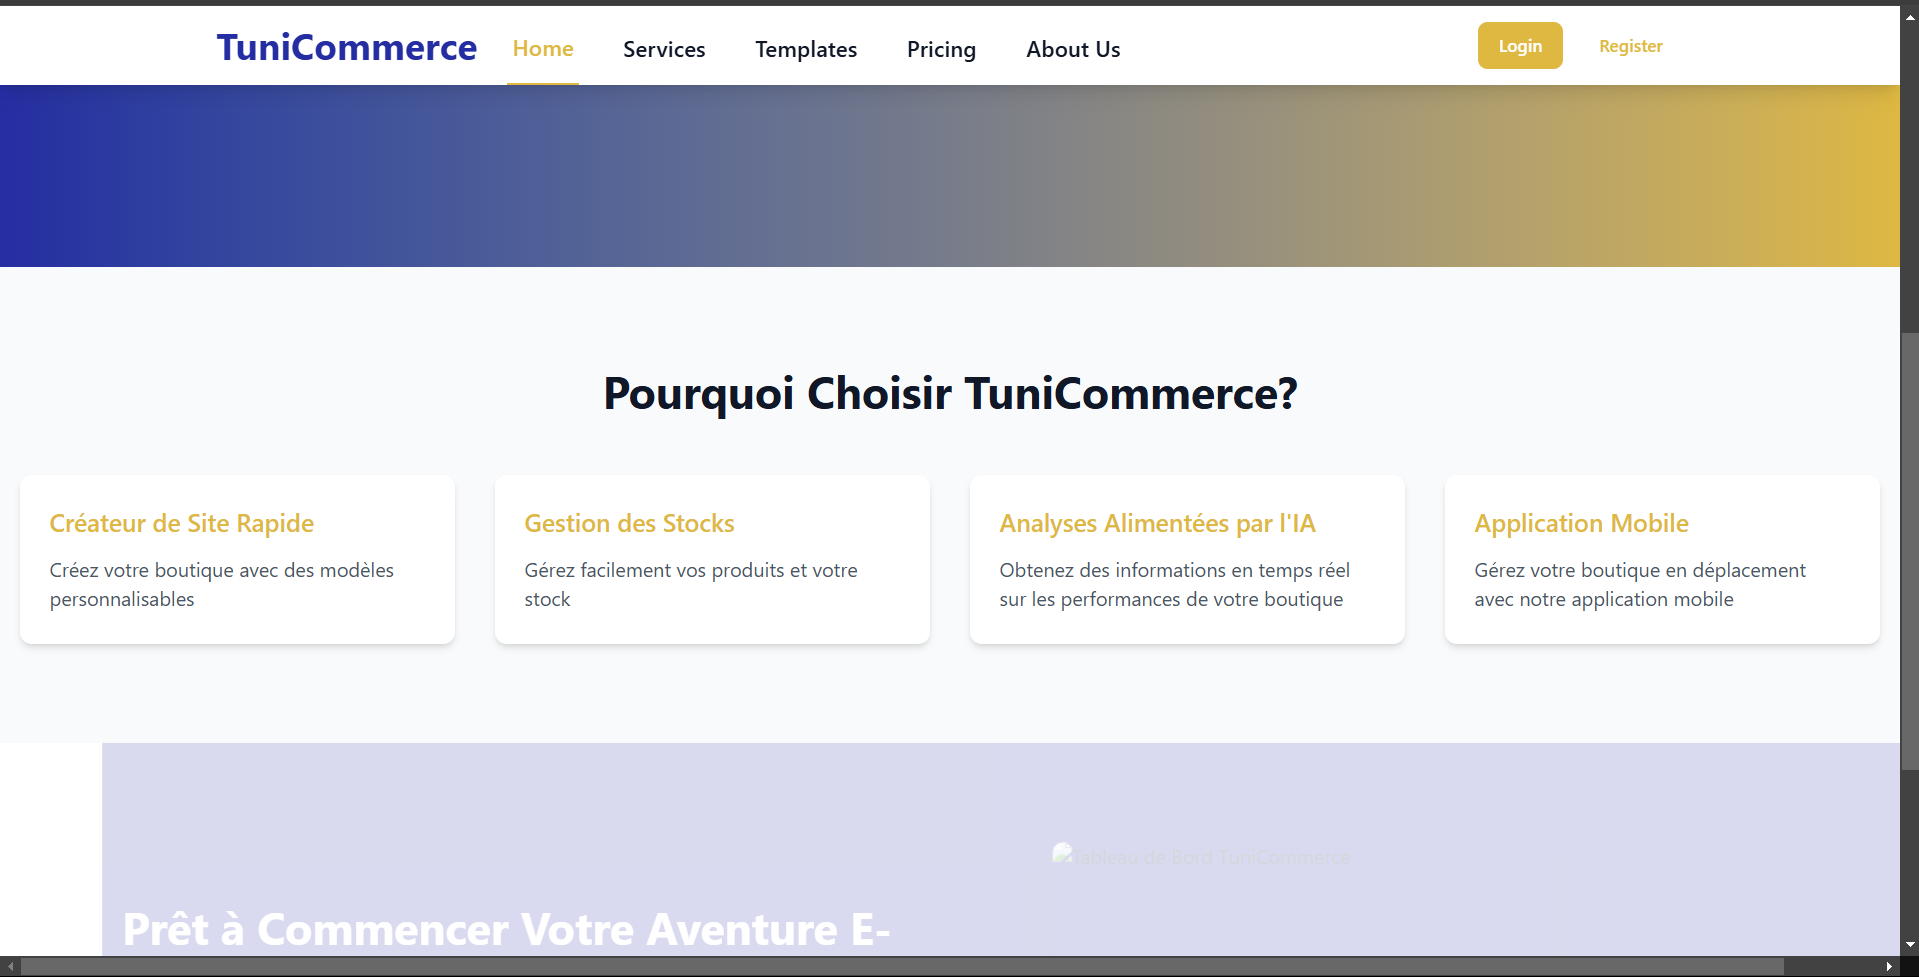 TuniCommerce Home Services Templates Pricing About Us Login Register
Pourquoi Choisir TuniCommerce?
Créateur de Site Rapide
Créez votre boutique avec des modèles
personnalisables
Gestion des Stocks
Gérez facilement vos produits et votre
stock
Analyses Alimentées par l'IA
Obtenez des informations en temps réel
sur les performances de votre boutique
Application Mobile
Gérez votre boutique en déplacement
avec notre application mobile
Tableau de Bord TuniCommerce
Prêt à Commencer Votre Aventure E-